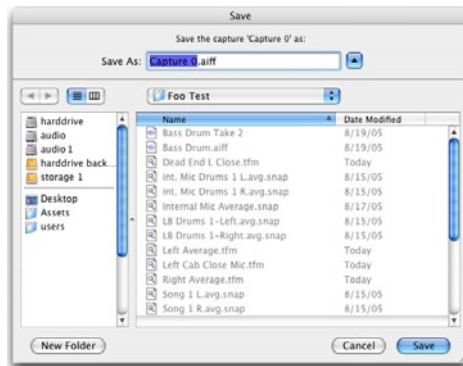 Save
Save the capture 'Capture 0' as:
Save As: Capture 0.aiff
Foo Test
harddrive
audio
audio 1
harddrive back...
storage 1
Desktop
Assets
users
Name Date Modified
Bass Drum Take 2 8/19/05
Bass Drum.aiff 8/19/05
Dead End L Close.tfm Today
int. Mic Drums 1 L.avg.snap 8/15/05
int. Mic Drums 1 R.avg.snap 8/15/05
Internal Mic Average.snap 8/17/05
LB Drums 1-Left.avg.snap 8/15/05
LB Drums 1-Right.avg.snap 8/15/05
Left Average.tfm Today
Left Cab Close Mic.tfm Today
Right Average.tfm Today
Song 1 L.avg.snap 8/15/05
Song 1 R.avg.snap 8/15/05
New Folder Cancel Save